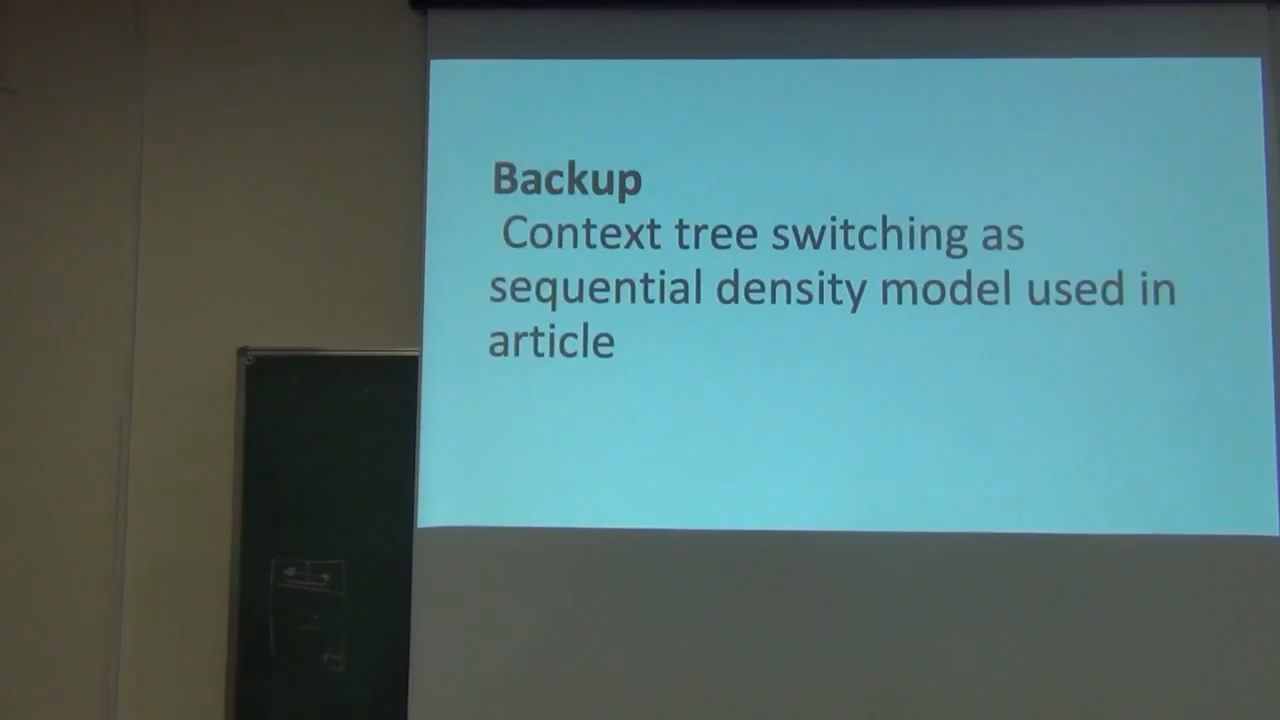 Backup
Context tree switching as
sequential density model used in
article